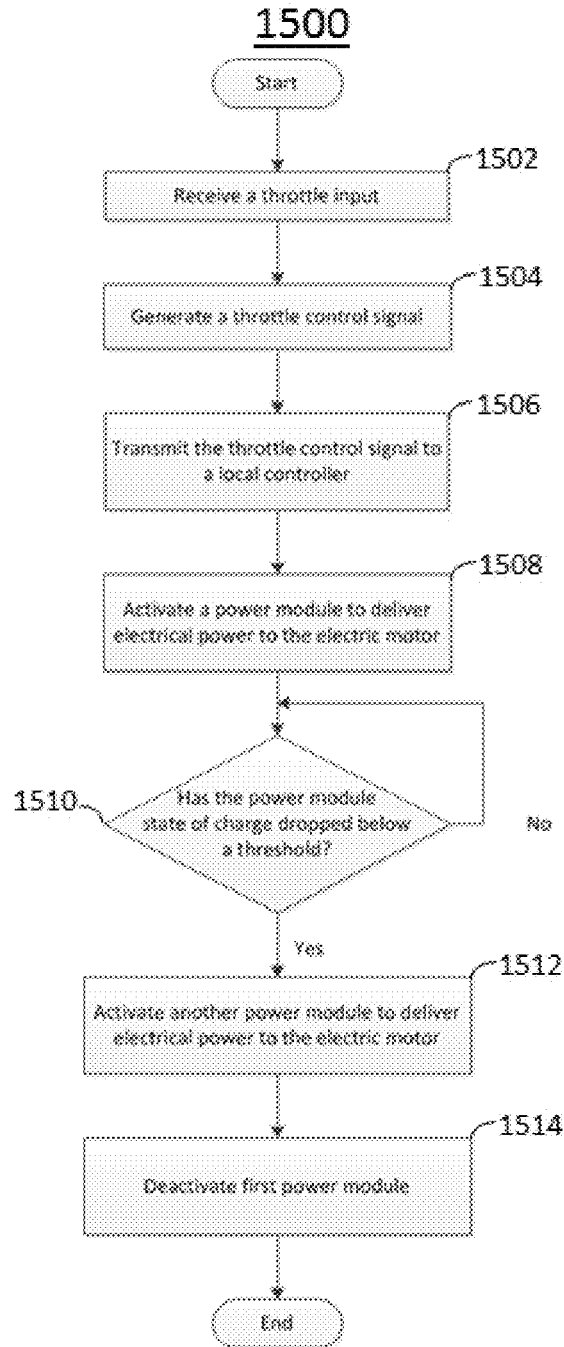 1500
Start
1502
Receive a throttle input
1504
Generate a throttle control signal
1506
Transmit the throttle control signal to
a local controller
1508
Activate a power module to deliver
electrical power to the electric motor
1510
Has the power module
state of charge dropped below
a threshold?
No
Yes
1512
Activate another power module to deliver
electrical power to the electric motor
1514
Deactivate first power module
End